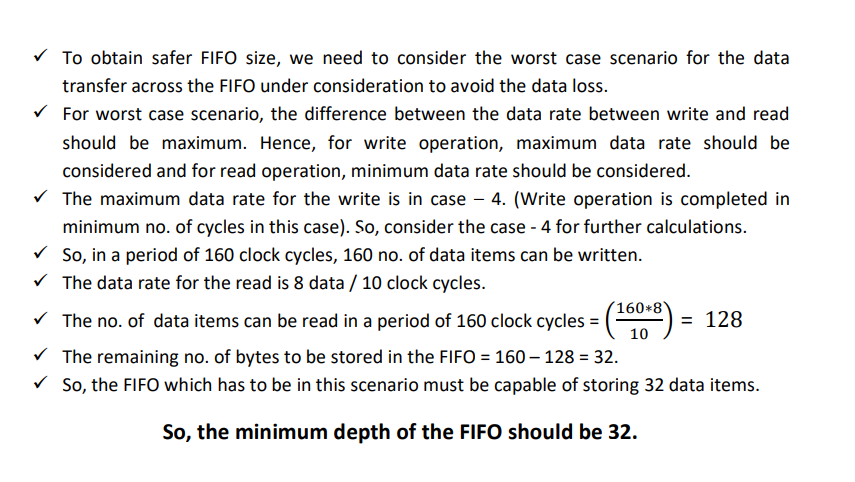 ✓ To obtain safer FIFO size, we need to consider the worst case scenario for the data
transfer across the FIFO under consideration to avoid the data loss.
✓ For worst case scenario, the difference between the data rate between write and read
should be maximum. Hence, for write operation, maximum data rate should be
considered and for read operation, minimum data rate should be considered.
✓ The maximum data rate for the write is in case – 4. (Write operation is completed in
minimum no. of cycles in this case). So, consider the case - 4 for further calculations.
✓ So, in a period of 160 clock cycles, 160 no. of data items can be written.
✓ The data rate for the read is 8 data / 10 clock cycles.
✓ The no. of data items can be read in a period of 160 clock cycles = (160*8/10) = 128
✓ The remaining no. of bytes to be stored in the FIFO = 160 – 128 = 32.
✓ So, the FIFO which has to be in this scenario must be capable of storing 32 data items.
So, the minimum depth of the FIFO should be 32.